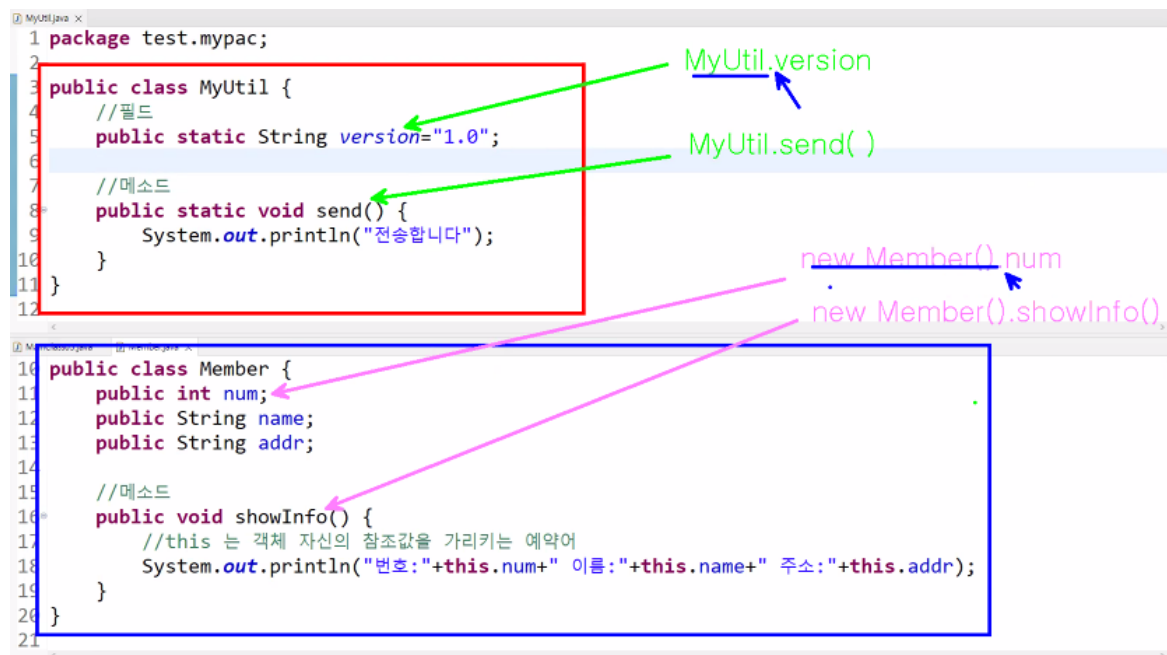 MyUtil.java
1 package test.mypac;
2
3 public class MyUtil {
4 //필드
5 public static String version="1.0";
6
7 //메소드
8 public static void send() {
9 System.out.println("전송합니다");
10 }
11 }
12
MyUtil.version
MyUtil.send( )
new Member().num
new Member().showInfo()
Member.java
10 public class Member {
11 public int num;
12 public String name;
13 public String addr;
14
15 //메소드
16 public void showInfo() {
17 //this 는 객체 자신의 참조값을 가리키는 예약어
18 System.out.println("번호:"+this.num+" 이름:"+this.name+" 주소:"+this.addr);
19 }
20 }
21